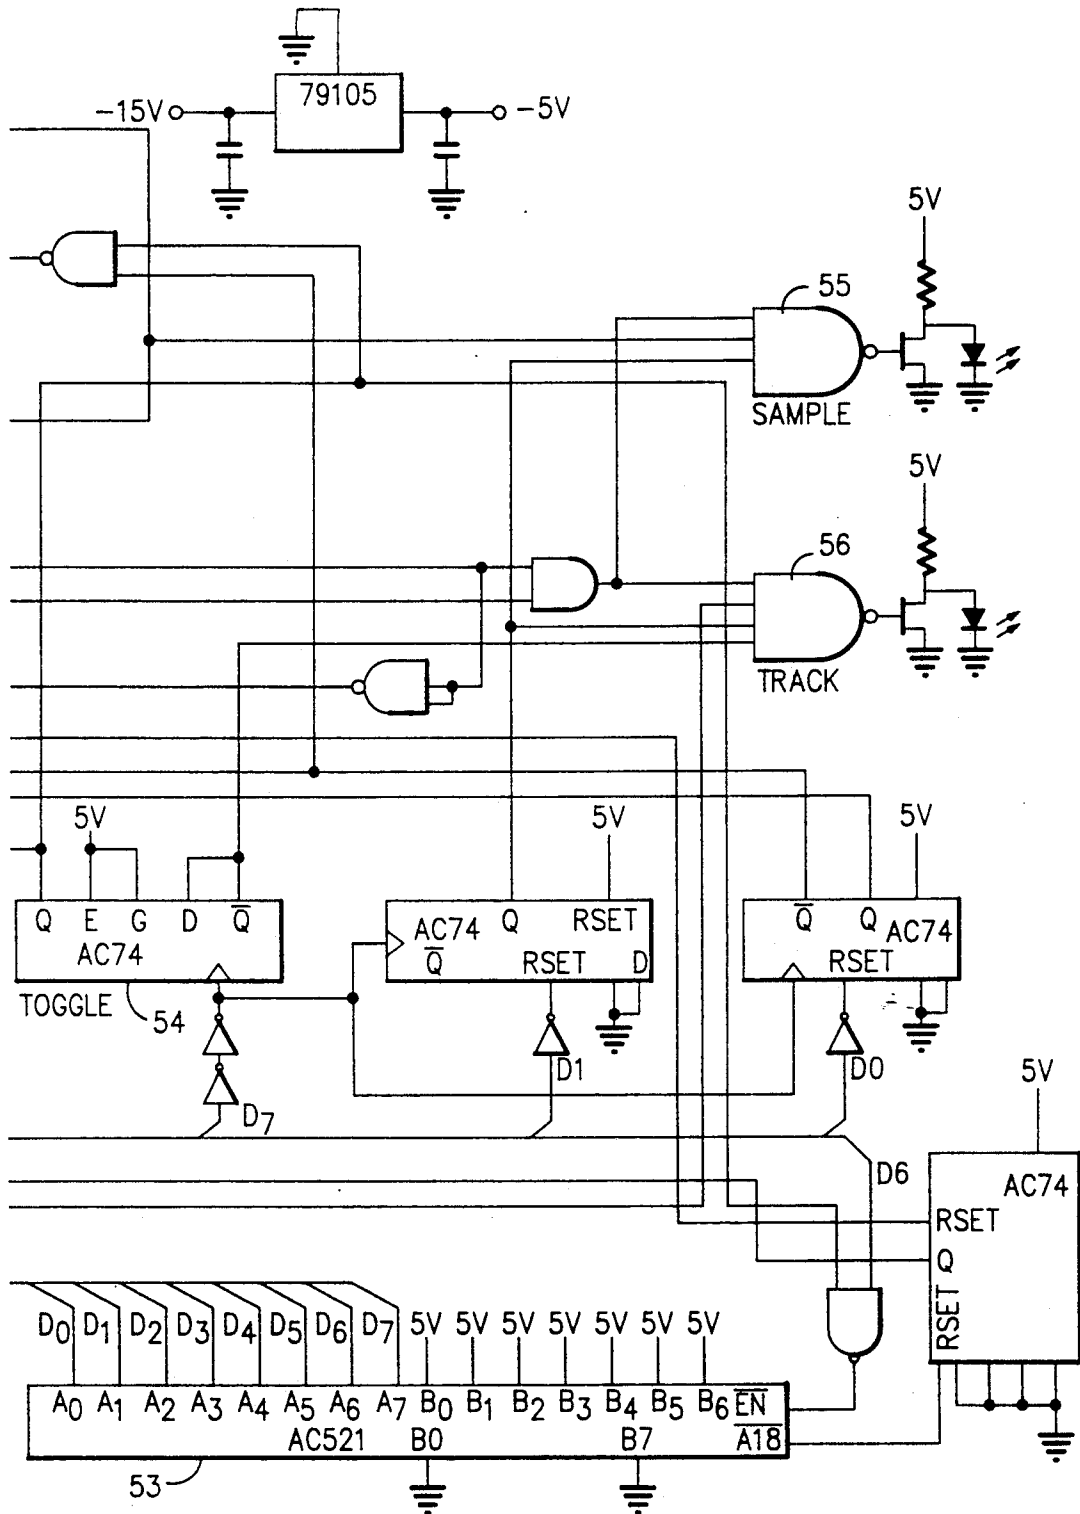 79105
-15V
-5V
5V
55
SAMPLE
5V
56
TRACK
5V
5V
5V
Q E G D Q̅
AC74
TOGGLE
54
AC74 Q RSET
Q̅ RSET D
Q̅ Q AC74
RSET
D7
D1
D0
5V
D6
AC74
RSET
Q
RSET
D0 D1 D2 D3 D4 D5 D6 D7 5V 5V 5V 5V 5V 5V 5V
A0 A1 A2 A3 A4 A5 A6 A7 B0 B1 B2 B3 B4 B5 B6 E̅N̅
AC521 B0 B7 A̅1̅8̅
53